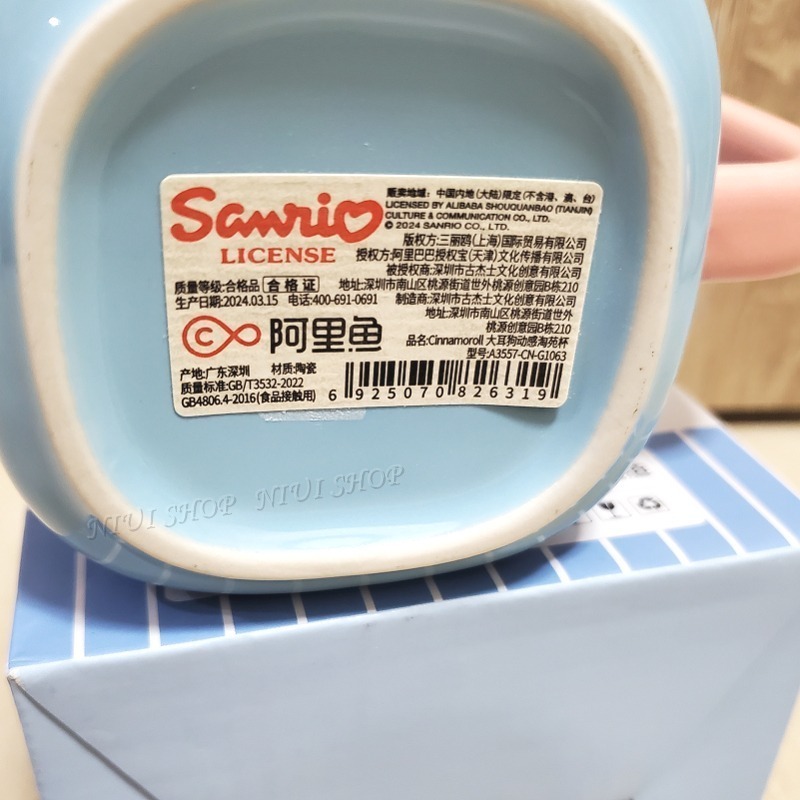 Sanrio
LICENSE
贩卖地域：中国内地(大陆)限定(不含港、澳、台)
LICENSED BY ALIBABA SHOUQUANBAO (TIANJIN)
CULTURE & COMMUNICATION CO., LTD.
© 2024 SANRIO CO., LTD.
版权方:三丽鸥(上海)国际贸易有限公司
授权方:阿里巴巴授权宝(天津)文化传播有限公司
被授权商:深圳市古杰士文化创意有限公司
质量等级:合格品 合格证 地址:深圳市南山区桃源街道世外桃源创意园B栋210
生产日期:2024.03.15 电话:400-691-0691 制造商:深圳市古杰士文化创意有限公司
地址:深圳市南山区桃源街道世外
桃源创意园B栋210
阿里鱼
品名:Cinnamoroll 大耳狗动感淘苑杯
型号:A3557-CN-G1063
产地:广东深圳 材质:陶瓷
质量标准:GB/T3532-2022
GB4806.4-2016(食品接触用)
6 925070 826319
NIUI SHOP NIUI SHOP